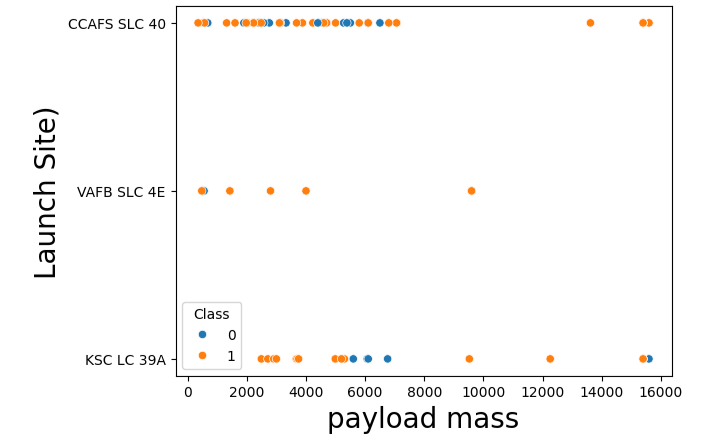 CCAFS SLC 40
VAFB SLC 4E
KSC LC 39A
Launch Site)
Class
0
1
0 2000 4000 6000 8000 10000 12000 14000 16000
payload mass